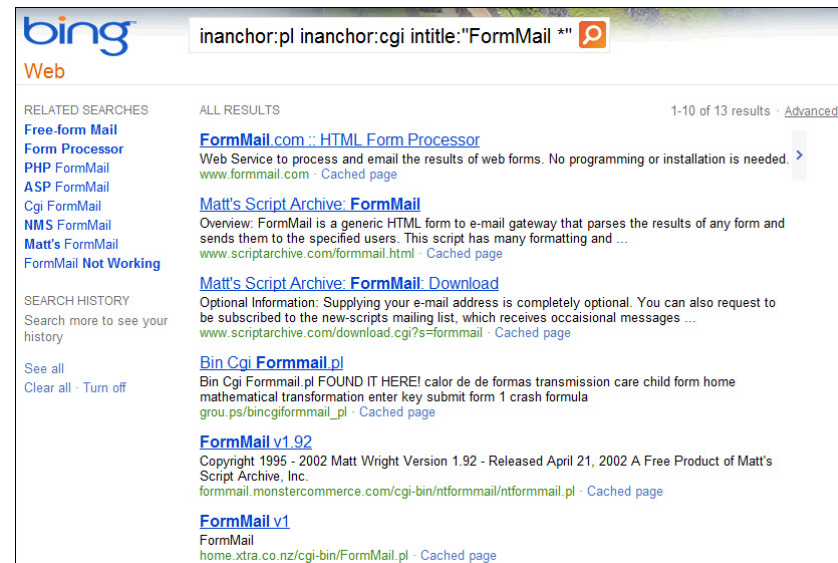 bing
inanchor:pl inanchor:cgi intitle:"FormMail *"
Web
RELATED SEARCHES
Free-form Mail
Form Processor
PHP FormMail
ASP FormMail
Cgi FormMail
NMS FormMail
Matt's FormMail
FormMail Not Working
SEARCH HISTORY
Search more to see your
history
See all
Clear all · Turn off
ALL RESULTS
1-10 of 13 results · Advanced
FormMail.com :: HTML Form Processor
Web Service to process and email the results of web forms. No programming or installation is needed.
www.formmail.com · Cached page
Matt's Script Archive: FormMail
Overview: FormMail is a generic HTML form to e-mail gateway that parses the results of any form and
sends them to the specified users. This script has many formatting and ...
www.scriptarchive.com/formmail.html · Cached page
Matt's Script Archive: FormMail: Download
Optional Information: Supplying your e-mail address is completely optional. You can also request to
be subscribed to the new-scripts mailing list, which receives occaisional messages ...
www.scriptarchive.com/download.cgi?s=formmail · Cached page
Bin Cgi Formmail.pl
Bin Cgi Formmail.pl FOUND IT HERE! calor de de formas transmission care child form home
mathematical transformation enter key submit form 1 crash formula
grou.ps/bincgiformmail_pl · Cached page
FormMail v1.92
Copyright 1995 - 2002 Matt Wright Version 1.92 - Released April 21, 2002 A Free Product of Matt's
Script Archive, Inc.
formmail.monstercommerce.com/cgi-bin/ntformmail/ntformmail.pl · Cached page
FormMail v1
FormMail
home.xtra.co.nz/cgi-bin/FormMail.pl · Cached page